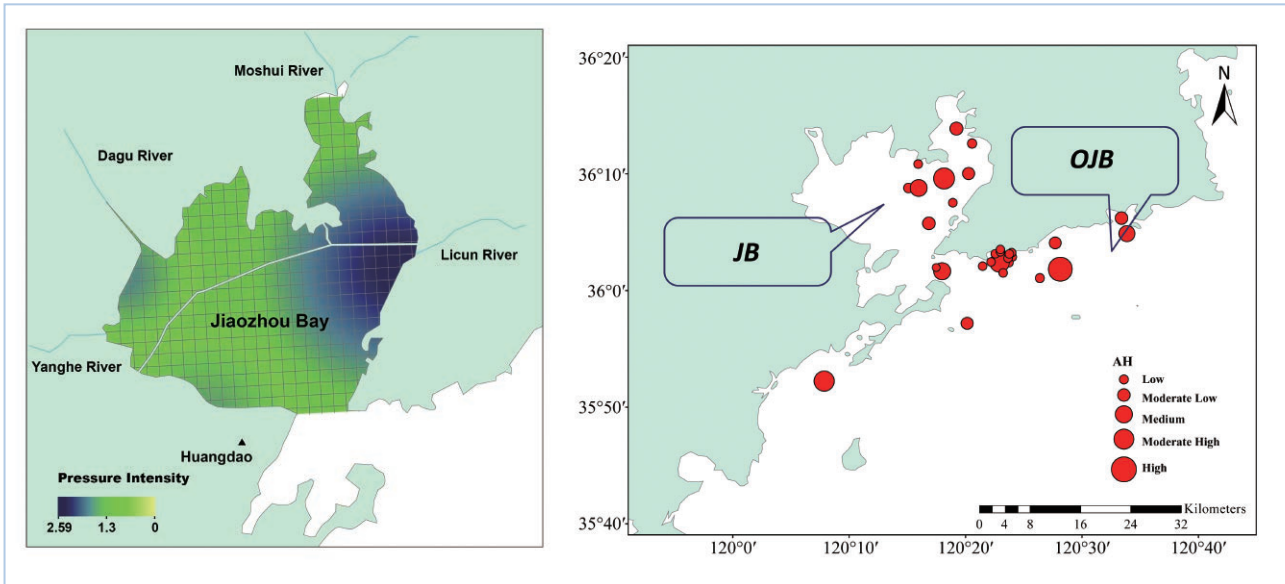 Moshui River
Dagu River
Licun River
Jiaozhou Bay
Yanghe River
Huangdao
Pressure Intensity
2.59 1.3 0
36°20′
36°10′
36°00′
35°50′
35°40′
N
OJB
JB
AH
Low
Moderate Low
Medium
Moderate High
High
Kilometers
0 4 8 16 24 32
120°0′ 120°10′ 120°20′ 120°30′ 120°40′